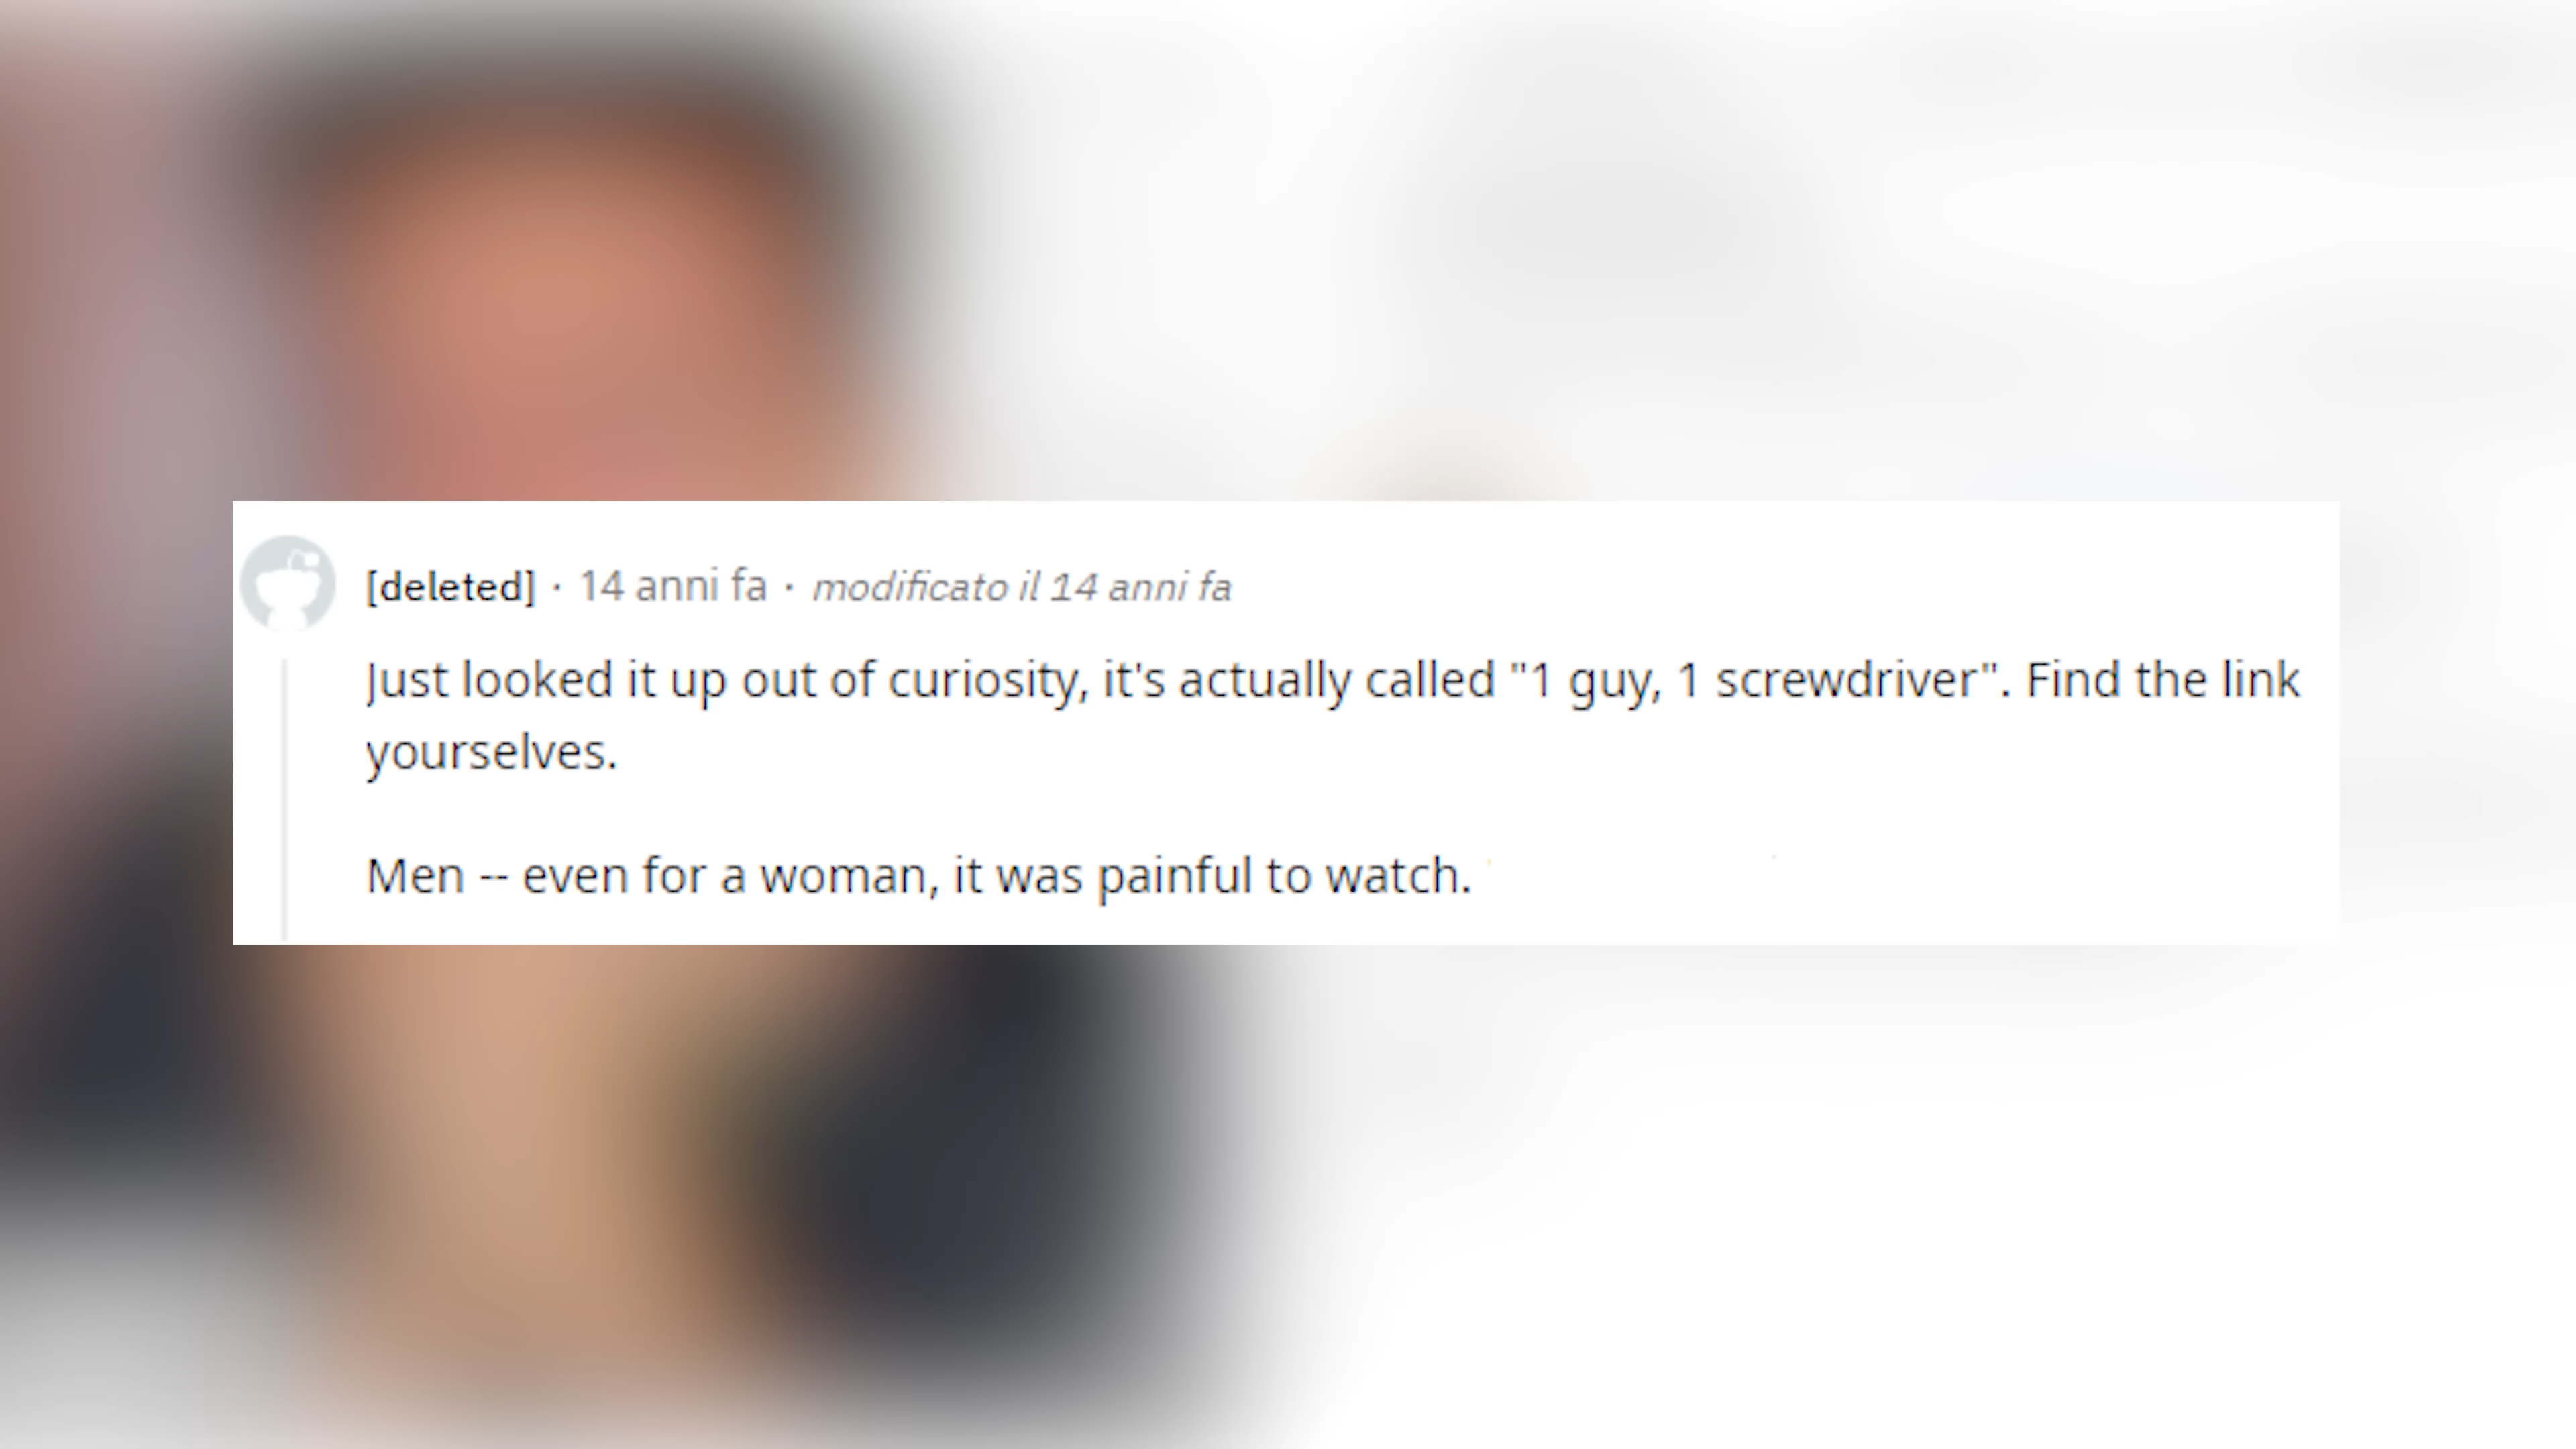 [deleted] · 14 anni fa · modificato il 14 anni fa
Just looked it up out of curiosity, it's actually called "1 guy, 1 screwdriver". Find the link
yourselves.
Men -- even for a woman, it was painful to watch.